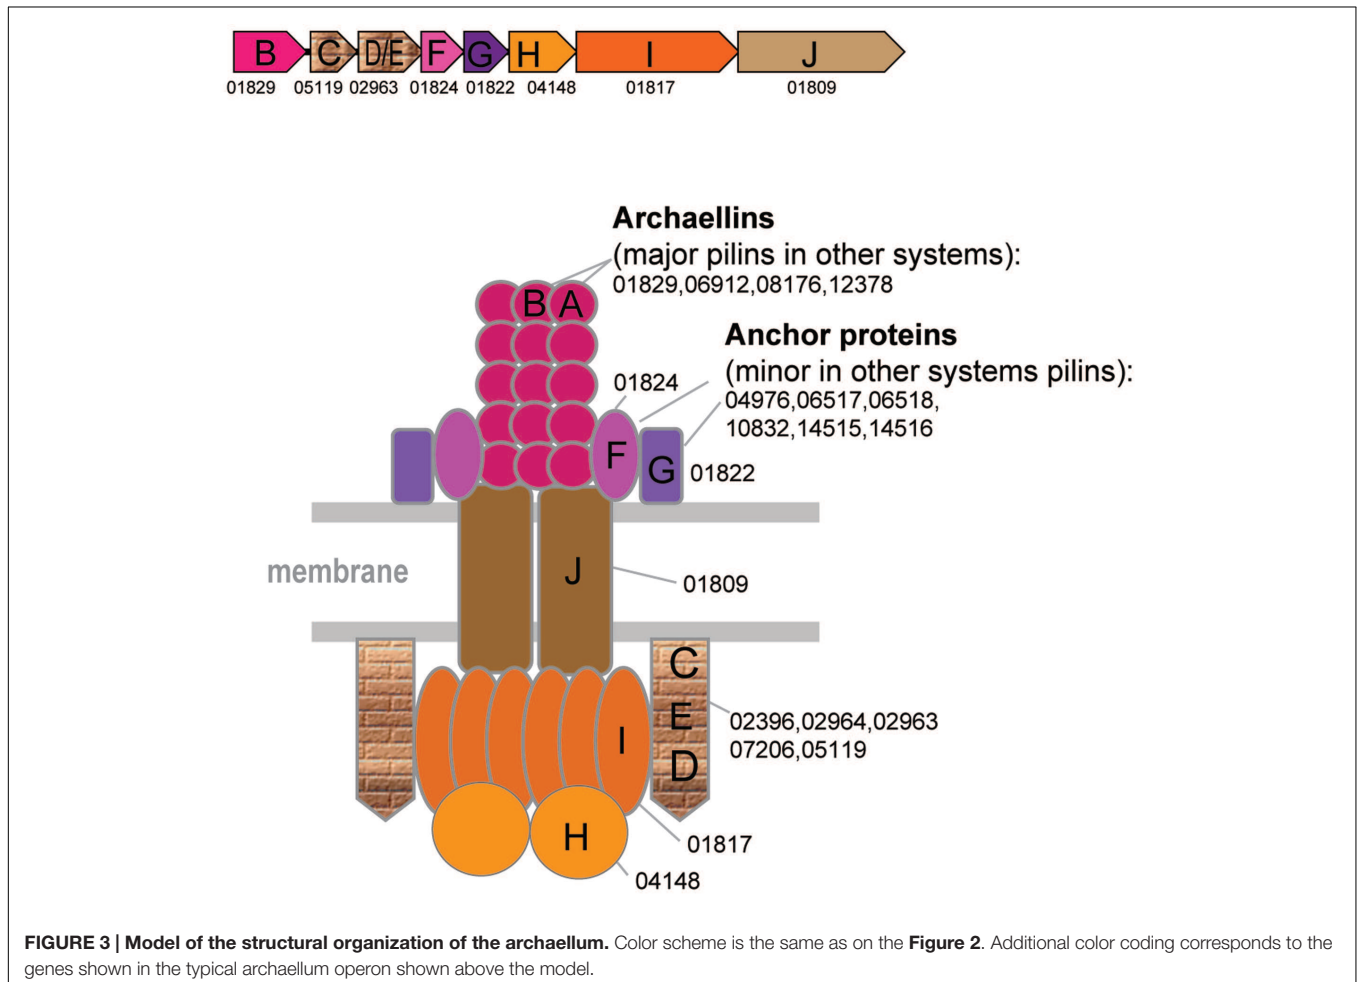 B C D/E F G H I J
01829 05119 02963 01824 01822 04148 01817 01809
Archaellins
(major pilins in other systems):
01829,06912,08176,12378
B A
Anchor proteins
(minor in other systems pilins):
04976,06517,06518,
10832,14515,14516
01824
F
G
01822
membrane
J
01809
C
E
D
02396,02964,02963
07206,05119
I
01817
H
04148
FIGURE 3 | Model of the structural organization of the archaellum. Color scheme is the same as on the Figure 2. Additional color coding corresponds to the
genes shown in the typical archaellum operon shown above the model.